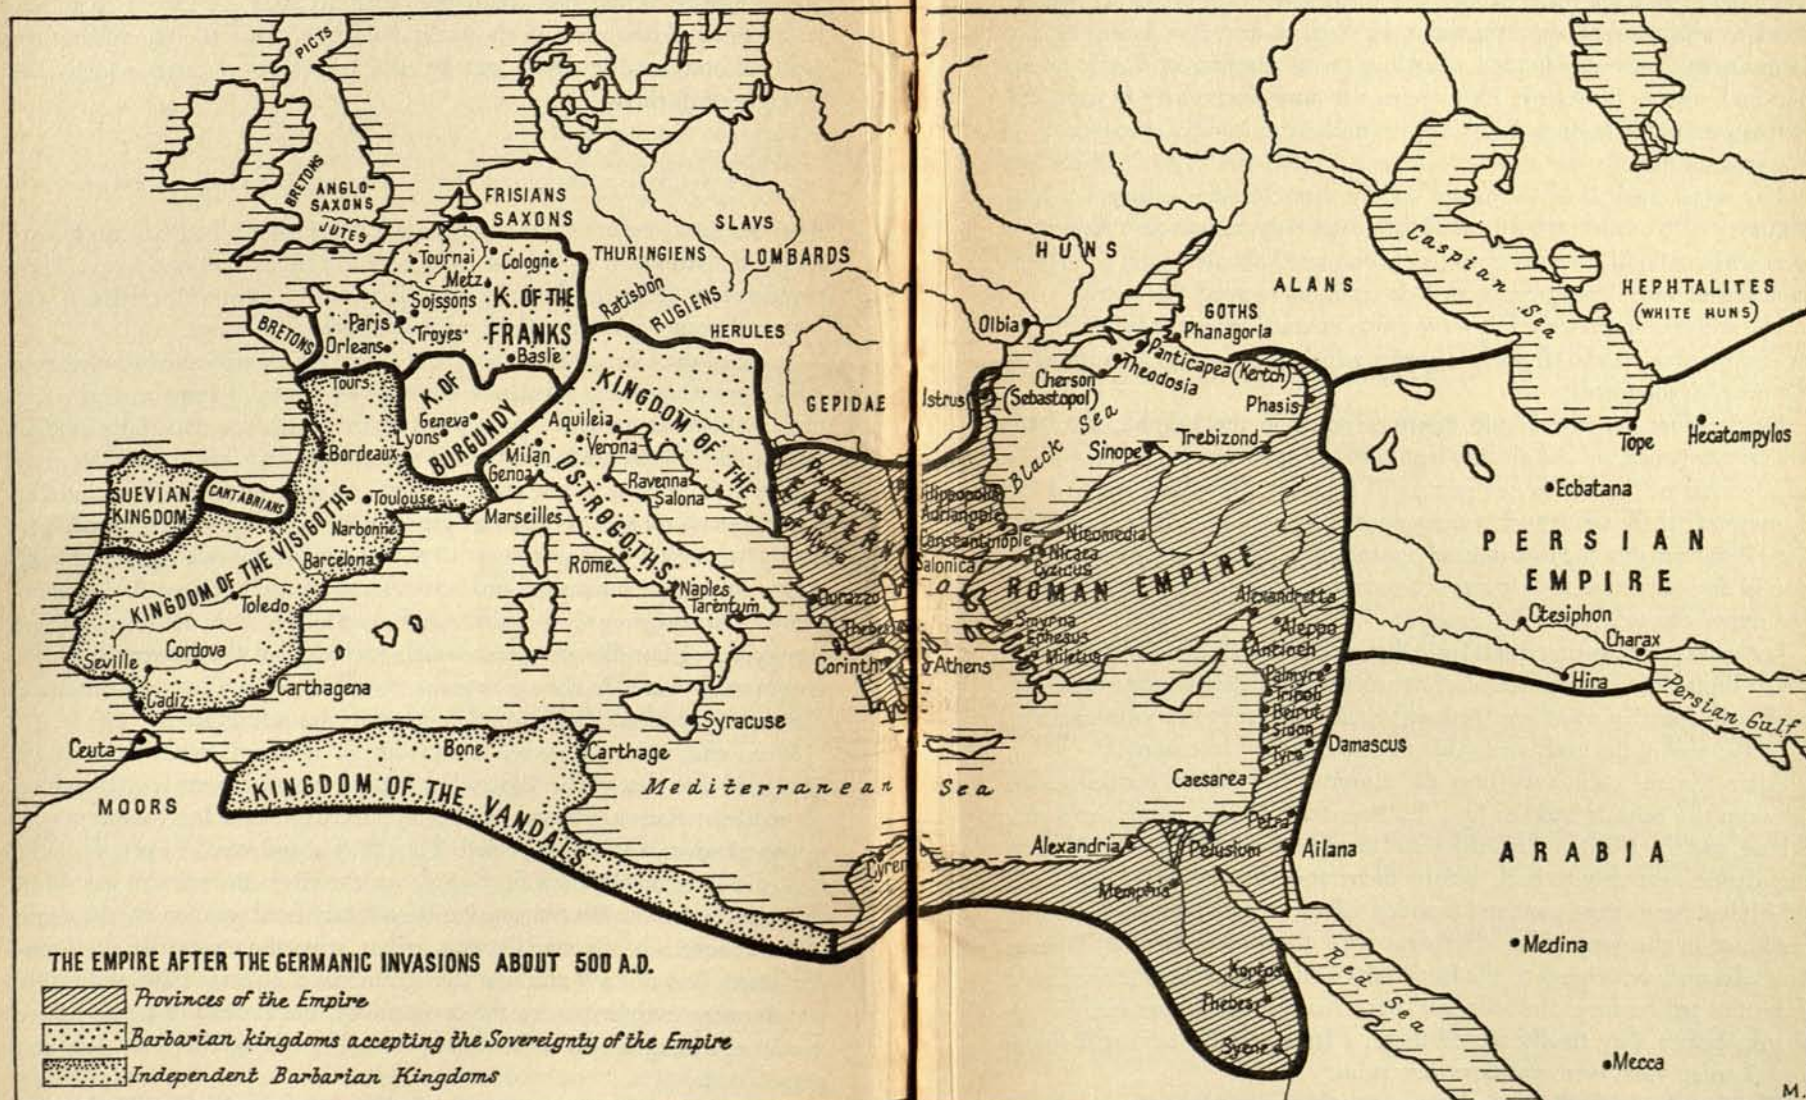 PICTS
BRETONS
ANGLO-
SAXONS
JUTES
FRISIANS
SAXONS
THURINGIENS
SLAVS
LOMBARDS
Ratisbon
RUGIENS
HERULES
GEPIDAE
HUNS
ALANS
GOTHS
HEPHTALITES
(WHITE HUNS)
Caspian Sea
Tournai
Cologne
Metz
Soissons
K. OF THE
FRANKS
Paris
Troyes
Orleans
Basle
BRETONS
Tours
K. OF
BURGUNDY
Geneva
Lyons
Bordeaux
KINGDOM OF THE
OSTROGOTHS
Aquileia
Verona
Milan
Genoa
Ravenna
Salona
SUEVIAN
KINGDOM
CANTABRIANS
Toulouse
Narbonne
Marseilles
Barcelona
KINGDOM OF THE VISIGOTHS
Toledo
Cordova
Seville
Cadiz
Carthagena
Rome
Naples
Tarentum
Syracuse
Ceuta
MOORS
Bone
Carthage
KINGDOM OF THE VANDALS
Mediterranean Sea
Olbia
Phanagoria
Panticapea (Kertch)
Theodosia
Cherson
(Sebastopol)
Istrus
Black Sea
Phasis
Trebizond
Sinope
Tope
Hecatompylos
Ecbatana
PERSIAN
EMPIRE
Ctesiphon
Charax
Hira
Persian Gulf
Prefecture
of Illyria
EASTERN
ROMAN EMPIRE
Adrianople
Constantinople
Nicomedia
Nicaea
Cyzicus
Salonica
Durazzo
Thebes
Corinth
Athens
Smyrna
Ephesus
Miletus
Alexandretta
Aleppo
Antioch
Palmyre
Tripoli
Beirut
Sidon
Tyre
Damascus
Caesarea
Petra
Ailana
Alexandria
Pelusium
Memphis
Cyren
Koptos
Thebes
Syene
Red Sea
ARABIA
Medina
Mecca
THE EMPIRE AFTER THE GERMANIC INVASIONS ABOUT 500 A.D.
Provinces of the Empire
Barbarian kingdoms accepting the Sovereignty of the Empire
Independent Barbarian Kingdoms
M.